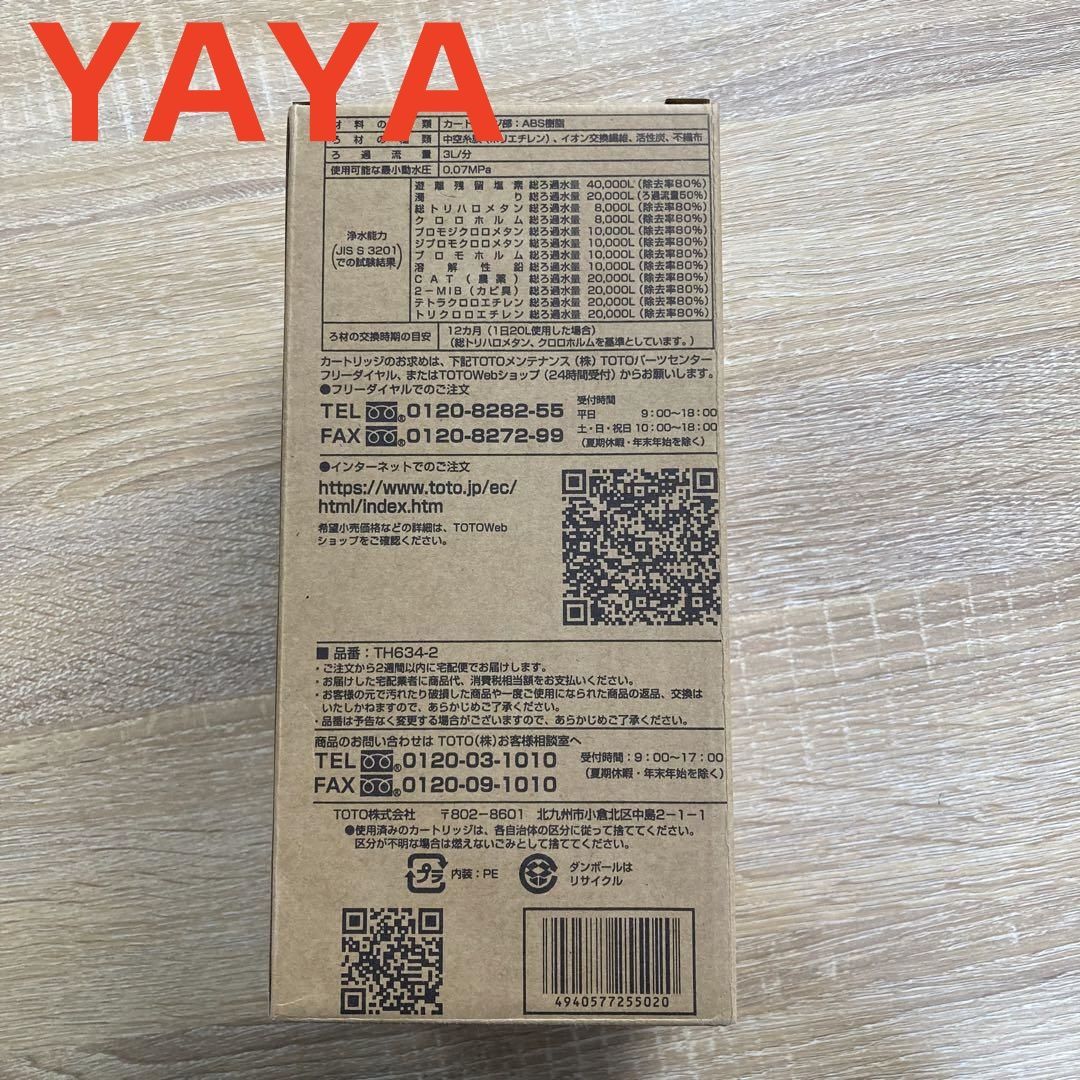 YAYA
材料の種類 カートリッジ部：ABS樹脂
ろ材の種類 中空糸膜（ポリエチレン）、イオン交換繊維、活性炭、不織布
ろ過流量 3L/分
使用可能な最小動水圧 0.07MPa
浄水能力
（JIS S 3201での試験結果）
遊離残留塩素 総ろ過水量 40,000L（除去率80%）
濁り 総ろ過水量 20,000L（ろ過流量50%）
総トリハロメタン 総ろ過水量 8,000L（除去率80%）
クロロホルム 総ろ過水量 8,000L（除去率80%）
ブロモジクロロメタン 総ろ過水量 10,000L（除去率80%）
ジブロモクロロメタン 総ろ過水量 10,000L（除去率80%）
ブロモホルム 総ろ過水量 10,000L（除去率80%）
溶解性鉛 総ろ過水量 10,000L（除去率80%）
CAT（農薬） 総ろ過水量 20,000L（除去率80%）
2－MIB（カビ臭） 総ろ過水量 20,000L（除去率80%）
テトラクロロエチレン 総ろ過水量 20,000L（除去率80%）
トリクロロエチレン 総ろ過水量 20,000L（除去率80%）
ろ材の交換時期の目安 12カ月（1日20L使用した場合）
（総トリハロメタン、クロロホルムを基準としています。）
カートリッジのお求めは、下記TOTOメンテナンス（株）TOTOパーツセンター
フリーダイヤル、またはTOTOWebショップ（24時間受付）からお願いします。
●フリーダイヤルでのご注文
TEL 0120-8282-55
FAX 0120-8272-99
受付時間
平日 9：00〜18：00
土・日・祝日 10：00〜18：00
（夏期休暇・年末年始を除く）
●インターネットでのご注文
https://www.toto.jp/ec/
html/index.htm
希望小売価格などの詳細は、TOTOWeb
ショップをご確認ください。
■ 品番：TH634-2
・ご注文から2週間以内に宅配便でお届けします。
・お届けした宅配業者に商品代、消費税相当額をお支払いください。
・お客様の元で汚れたり破損した商品や一度ご使用になられた商品の返品、交換は
いたしかねますので、あらかじめご了承ください。
・品番は予告なく変更する場合がございますので、あらかじめご了承ください。
商品のお問い合わせは TOTO（株）お客様相談室へ
TEL 0120-03-1010
FAX 0120-09-1010
受付時間：9：00〜17：00
（夏期休暇・年末年始を除く）
TOTO株式会社 〒802－8601 北九州市小倉北区中島2－1－1
●使用済みのカートリッジは、各自治体の区分に従って捨ててください。
区分が不明な場合は燃えないごみとして捨ててください。
プラ 内装：PE
ダンボールは
リサイクル
4940577255020